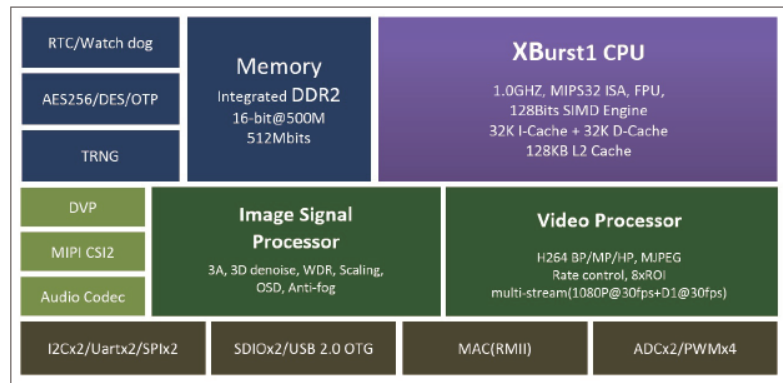 RTC/Watch dog
AES256/DES/OTP
TRNG
Memory
Integrated DDR2
16-bit@500M
512Mbits
XBurst1 CPU
1.0GHZ, MIPS32 ISA, FPU,
128Bits SIMD Engine
32K I-Cache + 32K D-Cache
128KB L2 Cache
DVP
MIPI CSI2
Audio Codec
Image Signal
Processor
3A, 3D denoise, WDR, Scaling,
OSD, Anti-fog
Video Processor
H264 BP/MP/HP, MJPEG
Rate control, 8xROI
multi-stream(1080P@30fps+D1@30fps)
I2Cx2/Uartx2/SPIx2
SDIOx2/USB 2.0 OTG
MAC(RMII)
ADCx2/PWMx4